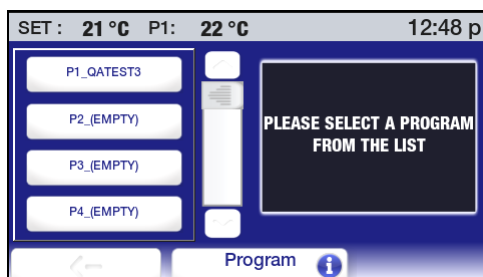 SET : 21 °C P1: 22 °C 12:48 p
P1_QATEST3
P2_(EMPTY)
P3_(EMPTY)
P4_(EMPTY)
PLEASE SELECT A PROGRAM
FROM THE LIST
Program i